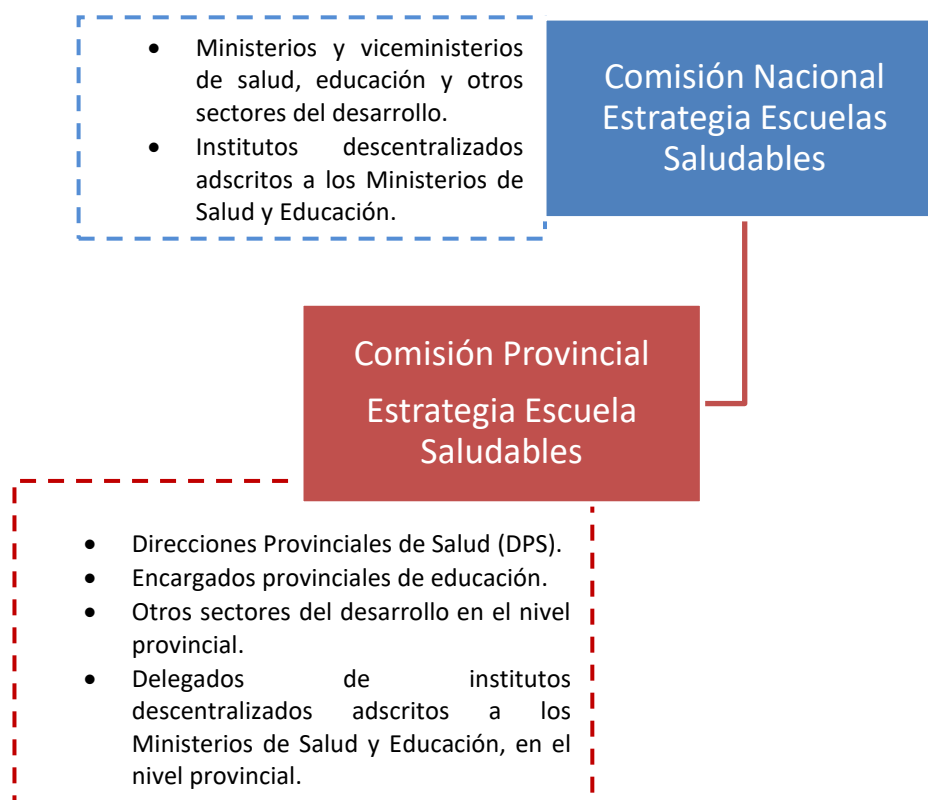 • Ministerios y viceministerios
de salud, educación y otros
sectores del desarrollo.
• Institutos descentralizados
adscritos a los Ministerios de
Salud y Educación.
Comisión Nacional
Estrategia Escuelas
Saludables
Comisión Provincial
Estrategia Escuela
Saludables
• Direcciones Provinciales de Salud (DPS).
• Encargados provinciales de educación.
• Otros sectores del desarrollo en el nivel
provincial.
• Delegados de institutos
descentralizados adscritos a los
Ministerios de Salud y Educación, en el
nivel provincial.